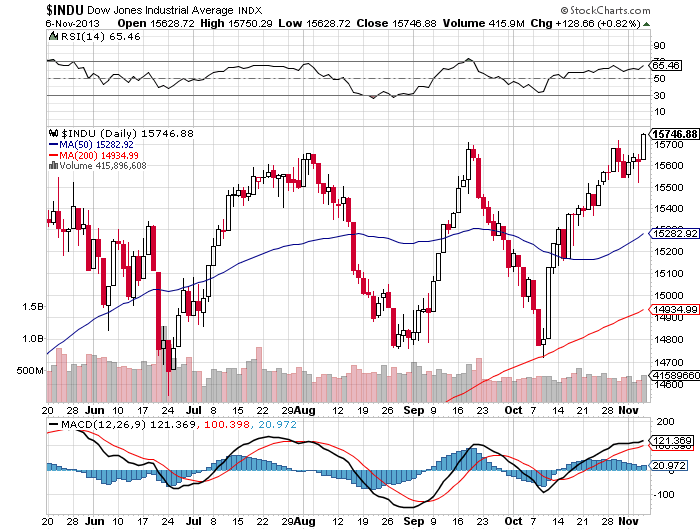 $INDU Dow Jones Industrial Average INDX © StockCharts.com
6-Nov-2013 Open 15628.72 High 15750.29 Low 15628.72 Close 15746.88 Volume 415.9M Chg +128.66 (+0.82%)
RSI(14) 65.46
90
70
65.46
50
30
10
$INDU (Daily) 15746.88
MA(50) 15282.92
MA(200) 14934.99
Volume 415,896,608
15746.88
15700
15600
15500
15400
15300
15282.92
15200
15100
15000
14934.99
14900
14800
14700
14600
1.5B
1.0B
500M
41589660
20 28 Jun 10 17 24 Jul 8 15 22 29 Aug 12 19 26 Sep 9 16 23 Oct 7 14 21 28 Nov
MACD(12,26,9) 121.369, 100.398, 20.972
200
121.369
20.972
0
-100
20 28 Jun 10 17 24 Jul 8 15 22 29 Aug 12 19 26 Sep 9 16 23 Oct 7 14 21 28 Nov